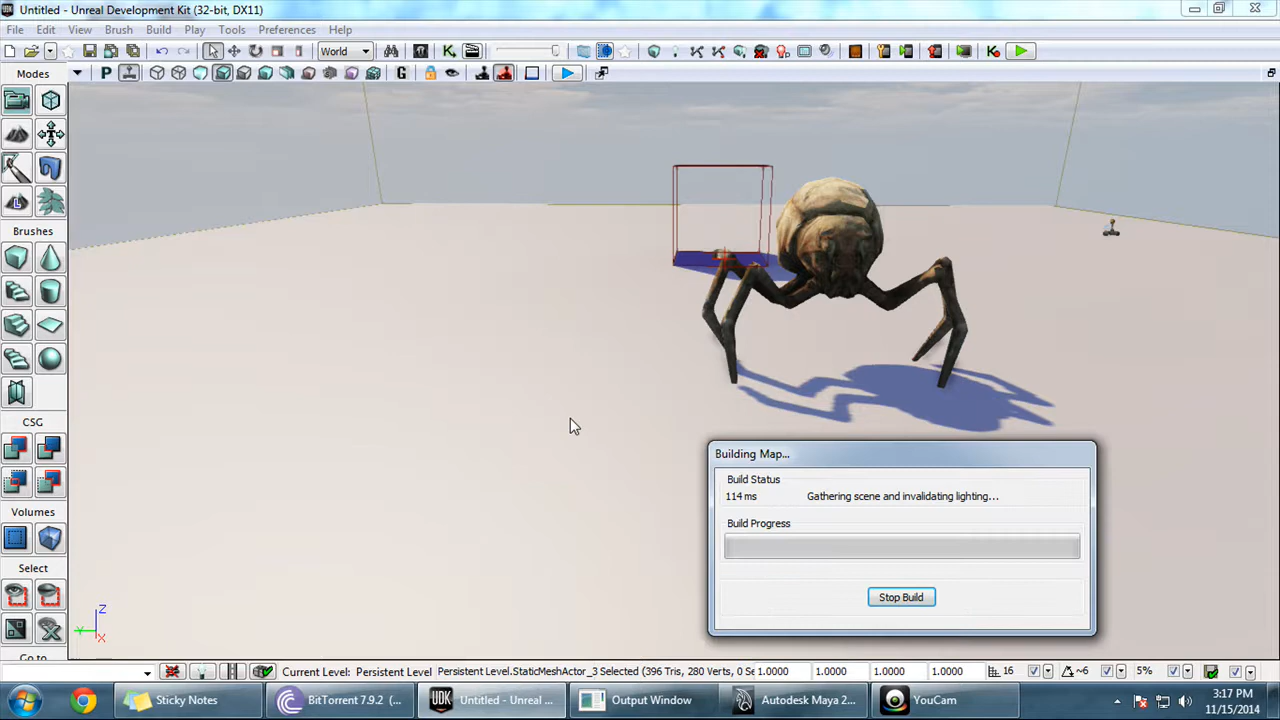 Untitled - Unreal Development Kit (32-bit, DX11)
File Edit View Brush Build Play Tools Preferences Help
World
Modes
P
G
L
Brushes
CSG
Volumes
Select
Go to
Building Map...
Build Status
114 ms Gathering scene and invalidating lighting...
Build Progress
Stop Build
Z
Y
X
Current Level: Persistent Level Persistent Level.StaticMeshActor_3 Selected (396 Tris, 280 Verts, 0 Se 1.0000 1.0000 1.0000 1.0000 16 ~6 5%
Sticky Notes
BitTorrent 7.9.2 (
Untitled - Unreal ...
Output Window
Autodesk Maya 2...
YouCam
3:17 PM
11/15/2014